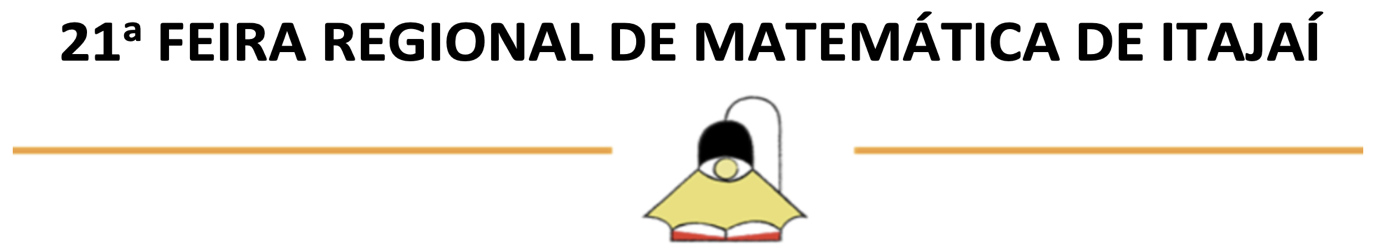 21ª FEIRA REGIONAL DE MATEMÁTICA DE ITAJAÍ